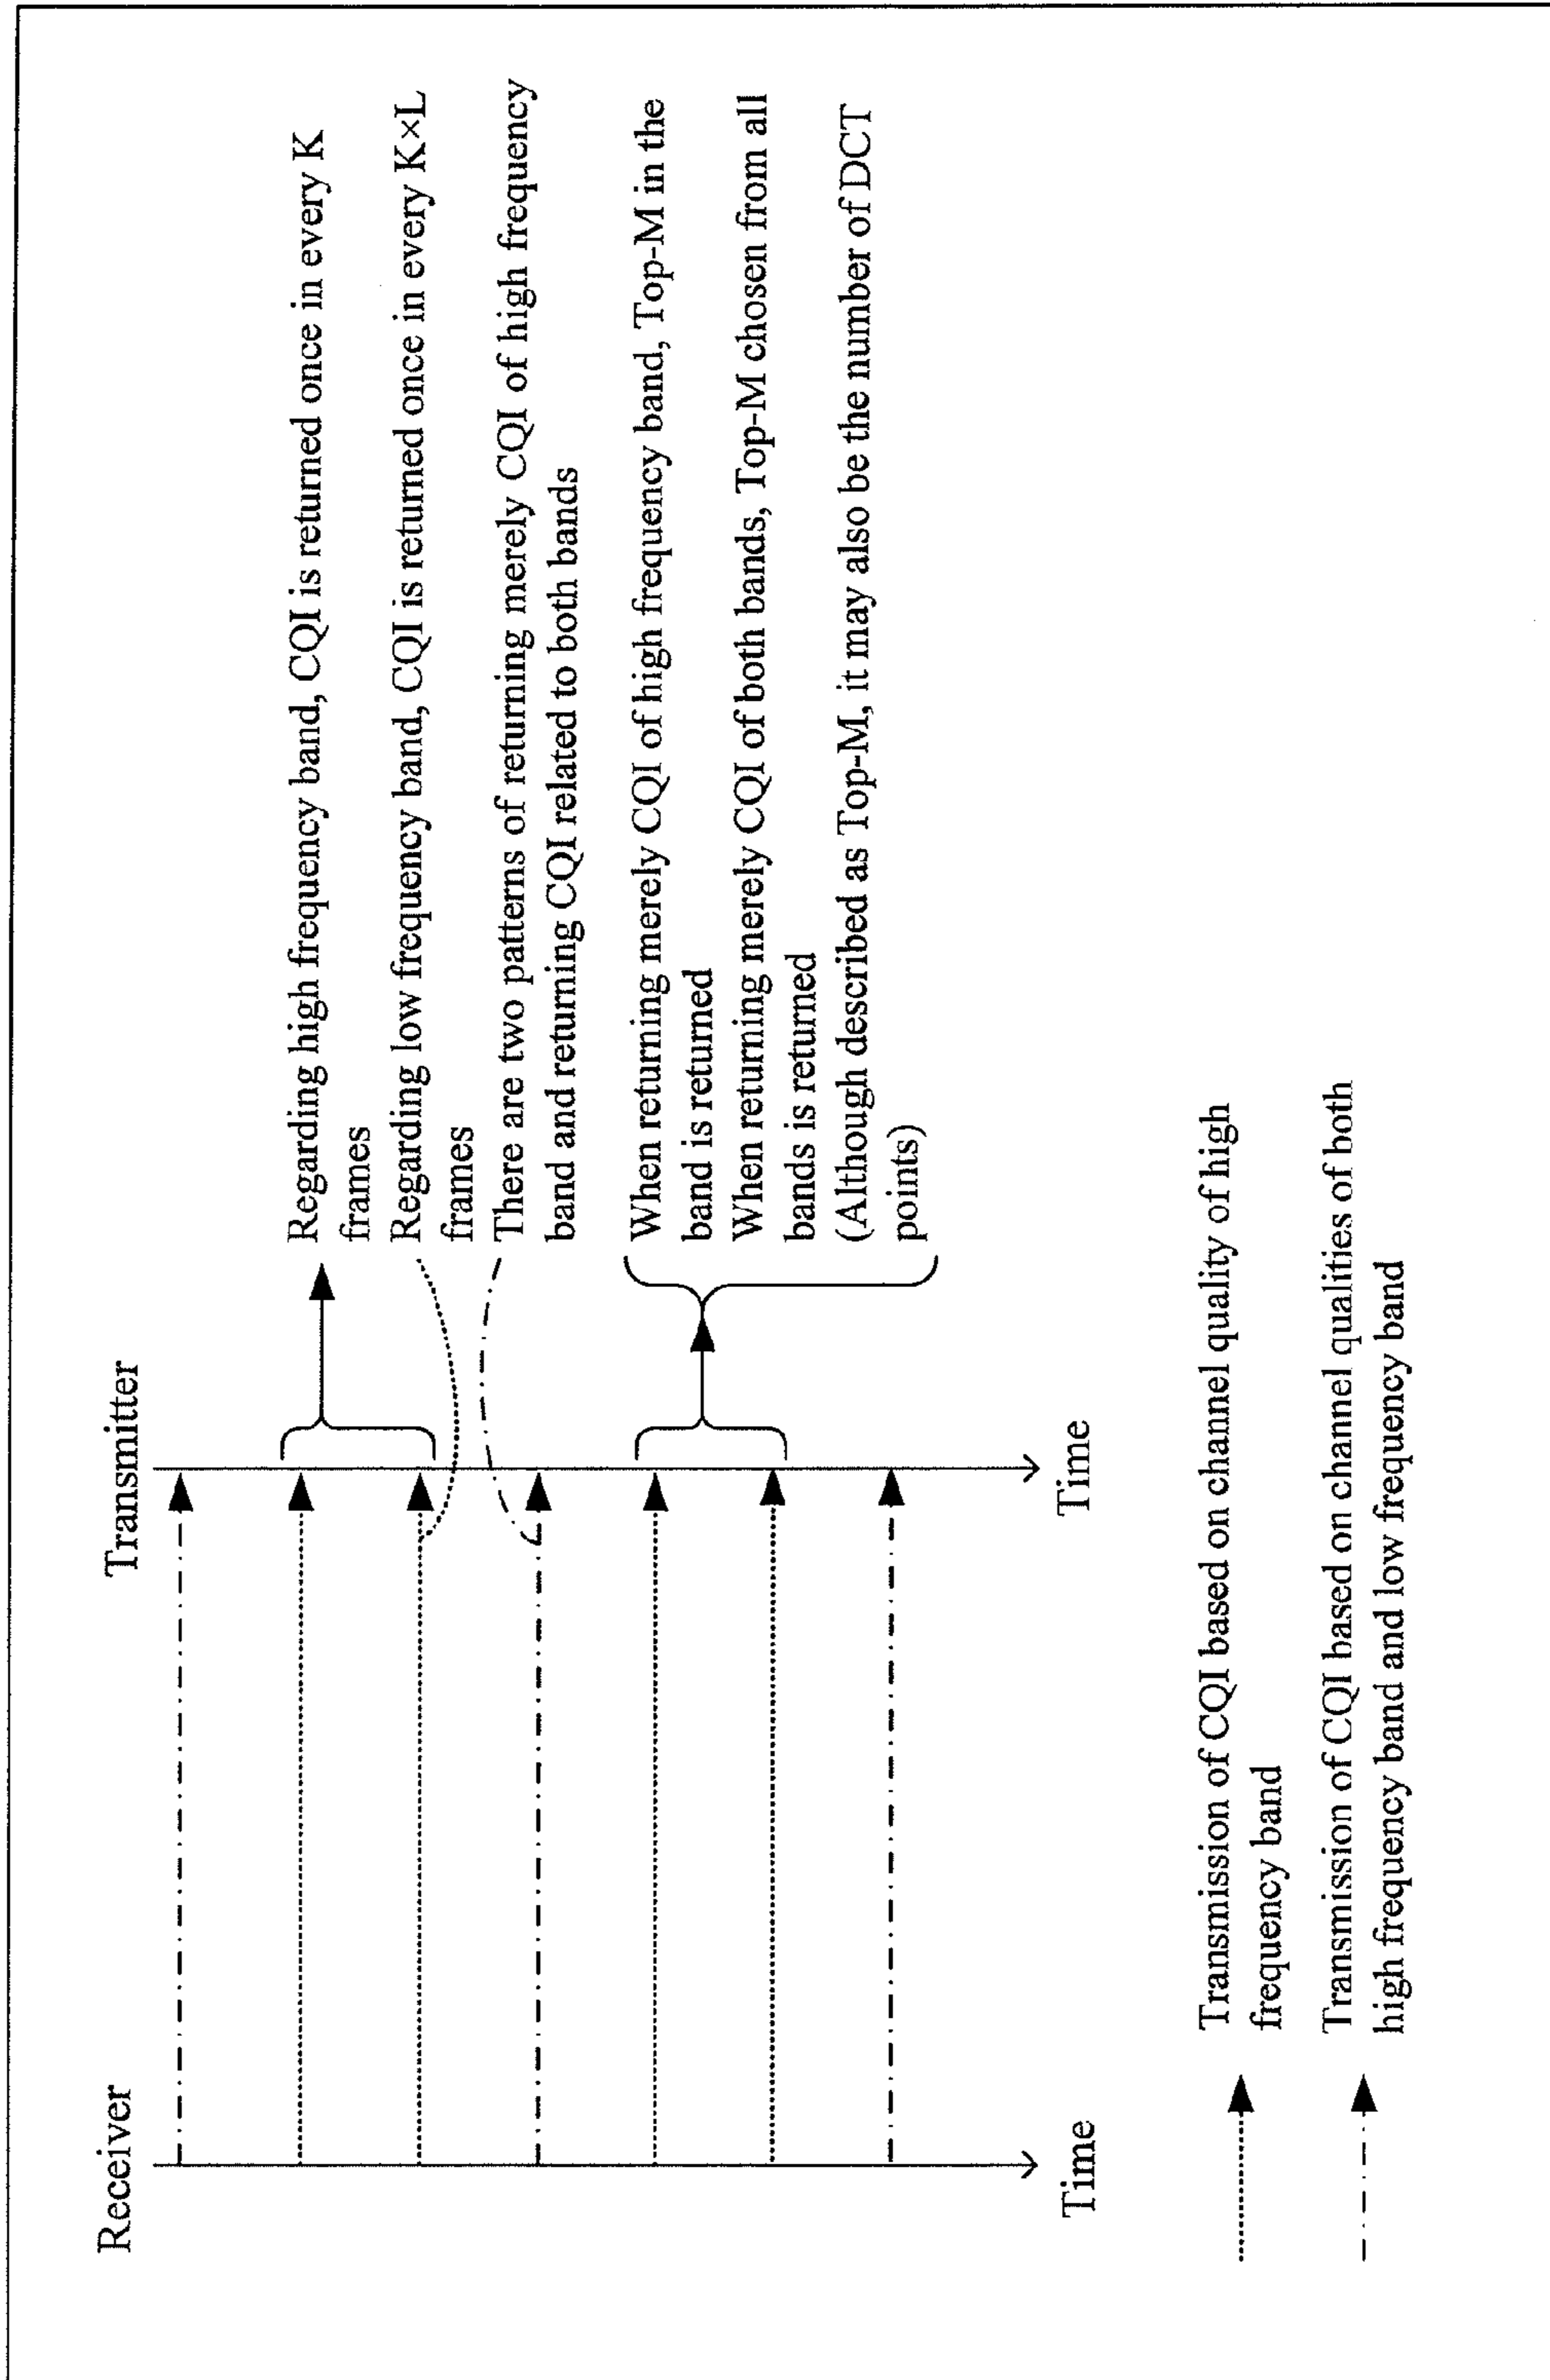 Receiver
Transmitter
Regarding high frequency band, CQI is returned once in every K
frames
Regarding low frequency band, CQI is returned once in every K×L
frames
There are two patterns of returning merely CQI of high frequency
band and returning CQI related to both bands
When returning merely CQI of high frequency band, Top-M in the
band is returned
When returning merely CQI of both bands, Top-M chosen from all
bands is returned
(Although described as Top-M, it may also be the number of DCT
points)
Time
Time
Transmission of CQI based on channel quality of high
frequency band
Transmission of CQI based on channel qualities of both
high frequency band and low frequency band